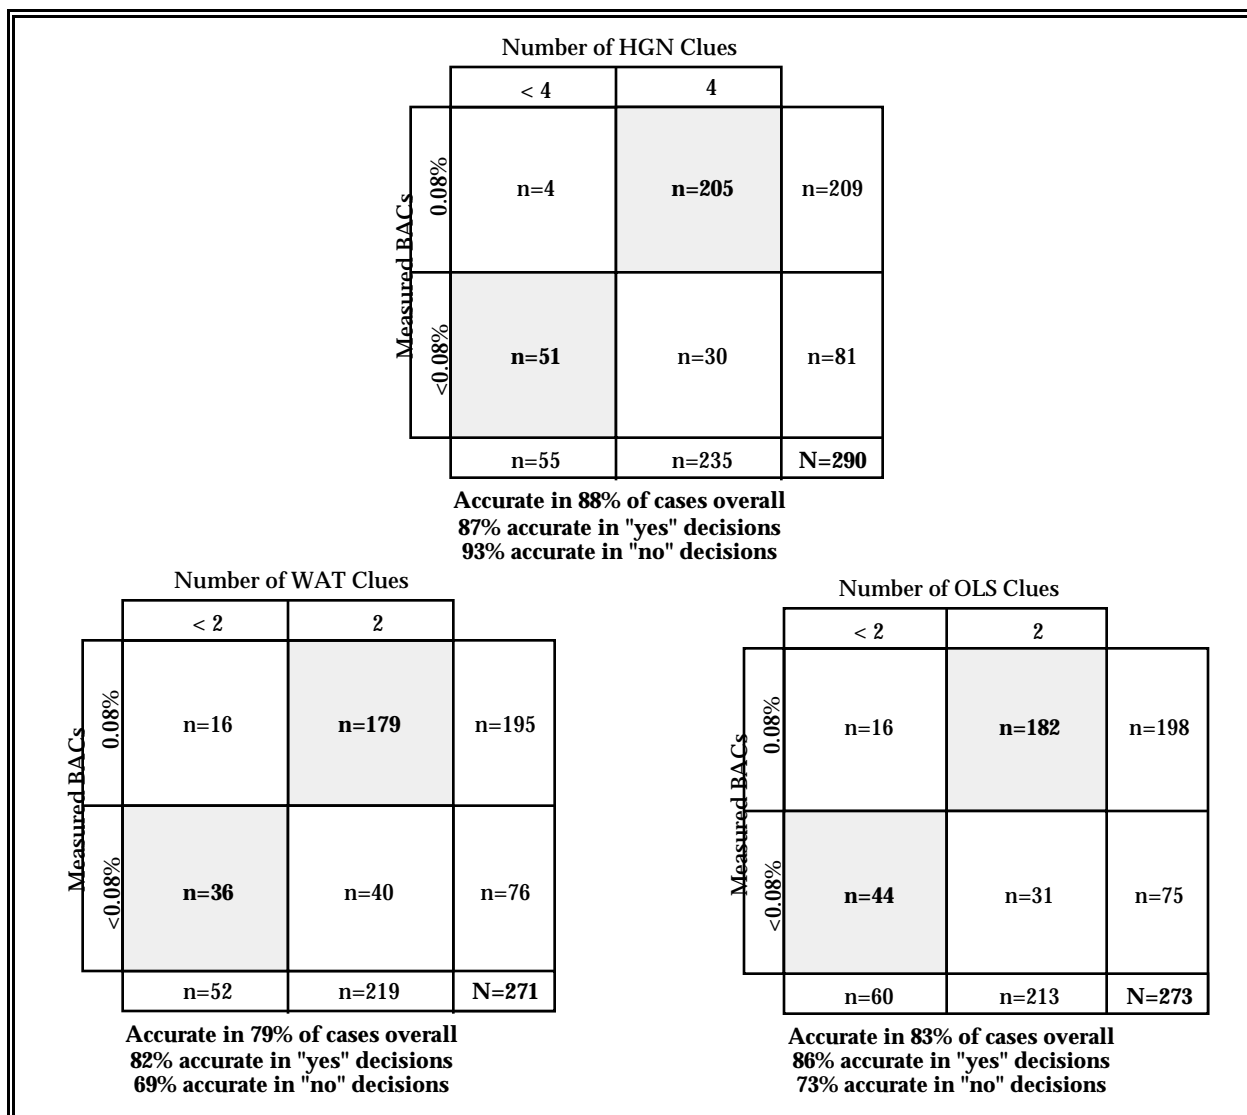 Number of HGN Clues
< 4 4
Measured BACs
0.08%
n=4 n=205 n=209
<0.08%
n=51 n=30 n=81
n=55 n=235 N=290
Accurate in 88% of cases overall
87% accurate in "yes" decisions
93% accurate in "no" decisions
Number of WAT Clues
< 2 2
Measured BACs
0.08%
n=16 n=179 n=195
<0.08%
n=36 n=40 n=76
n=52 n=219 N=271
Accurate in 79% of cases overall
82% accurate in "yes" decisions
69% accurate in "no" decisions
Number of OLS Clues
< 2 2
Measured BACs
0.08%
n=16 n=182 n=198
<0.08%
n=44 n=31 n=75
n=60 n=213 N=273
Accurate in 83% of cases overall
86% accurate in "yes" decisions
73% accurate in "no" decisions